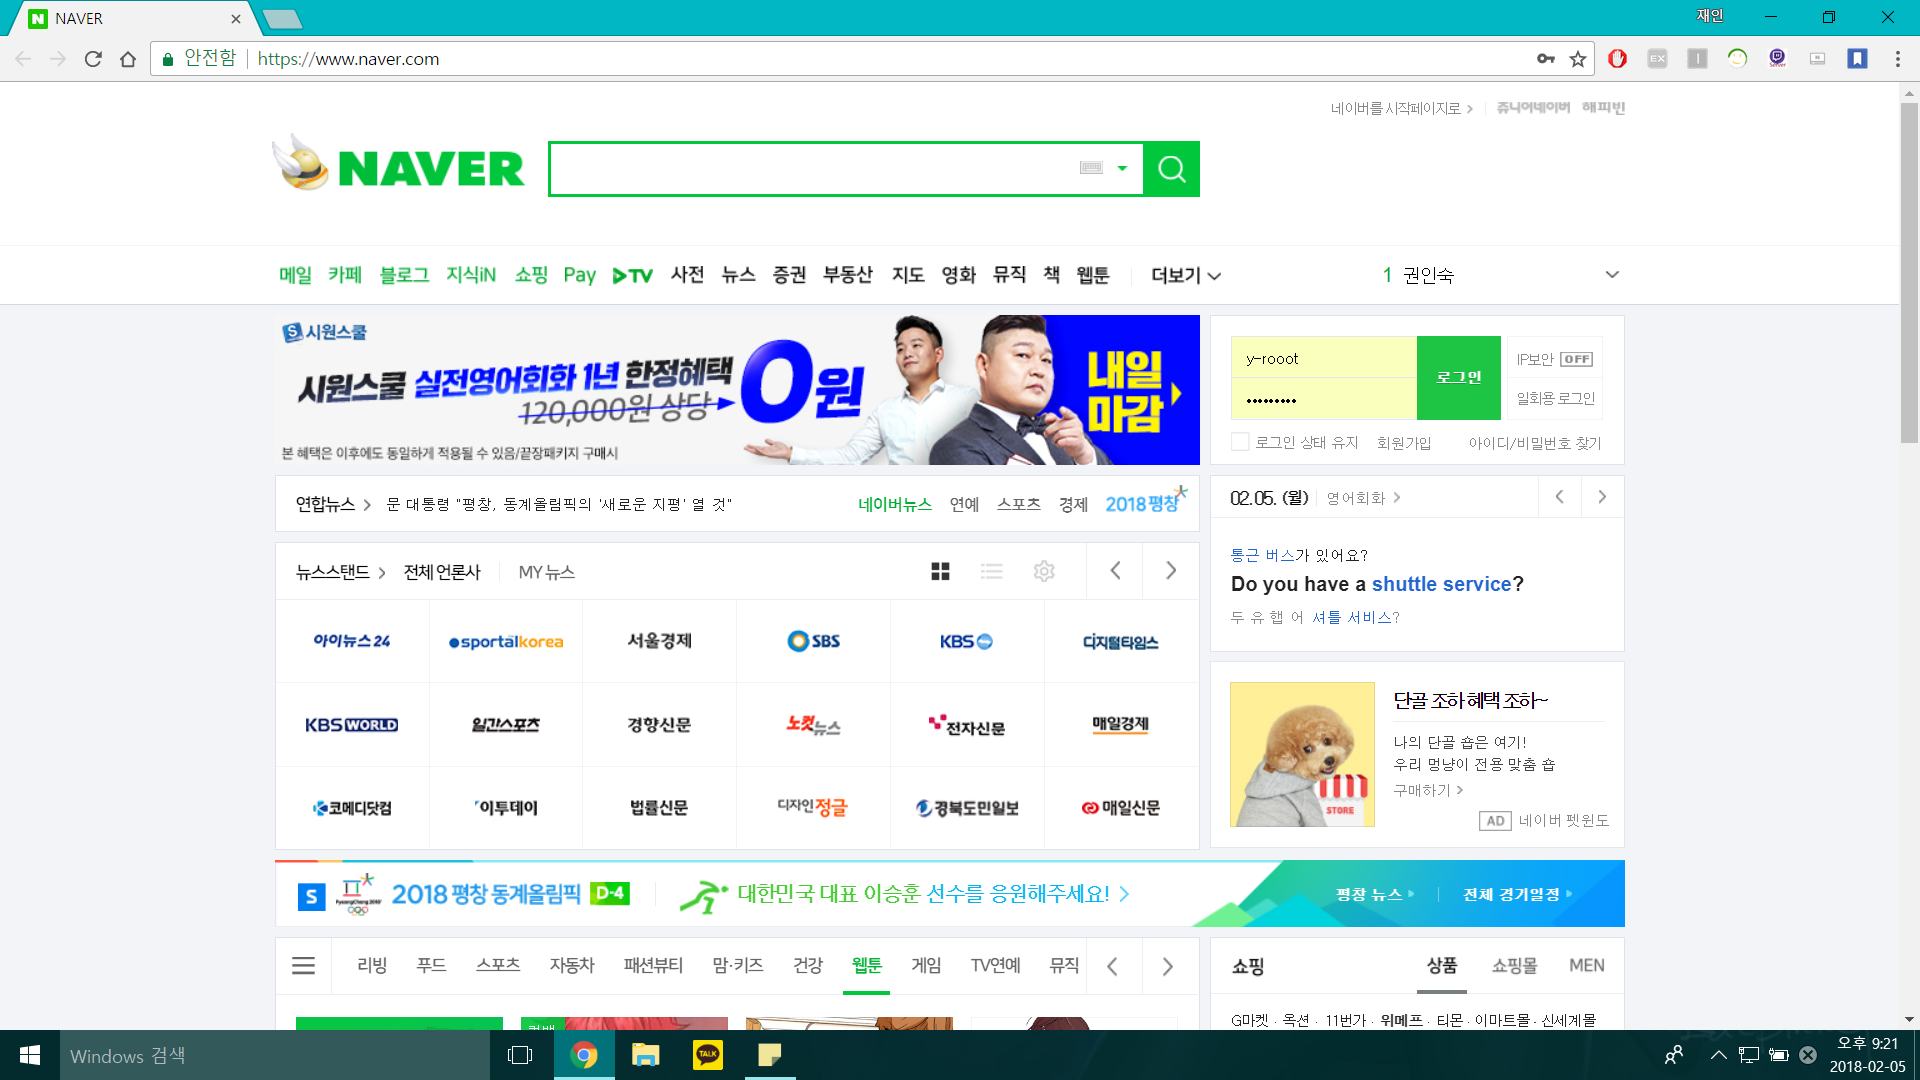 NAVER
재인
안전함
https://www.naver.com
네이버를 시작페이지로
쥬니어네이버 해피빈
NAVER
메일 카페 블로그 지식iN 쇼핑 Pay TV 사전 뉴스 증권 부동산 지도 영화 뮤직 책 웹툰 더보기
1 권인숙
S 시원스쿨
시원스쿨 실전영어회화 1년 한정혜택
120,000원 상당
0원
내일
마감
본 혜택은 이후에도 동일하게 적용될 수 있음/끝장패키지 구매시
y-rooot
로그인
IP보안 OFF
일회용 로그인
로그인 상태 유지 회원가입 아이디/비밀번호 찾기
연합뉴스 문 대통령 "평창, 동계올림픽의 '새로운 지평' 열 것"
네이버뉴스 연예 스포츠 경제 2018평창
02.05. (월) 영어회화
통근 버스가 있어요?
Do you have a shuttle service?
두 유 햅 어 셔틀 서비스?
뉴스스탠드 전체 언론사 MY 뉴스
아이뉴스24 sportalkorea 서울경제 SBS KBS 디지털타임스
KBS WORLD 일간스포츠 경향신문 노컷뉴스 전자신문 매일경제
코메디닷컴 이투데이 법률신문 디자인정글 경북도민일보 매일신문
단골 조하 혜택 조하~
나의 단골 숍은 여기!
우리 멍냥이 전용 맞춤 숍
구매하기
STORE
AD 네이버 펫윈도
S PyeongChang 2018 2018 평창 동계올림픽 D-4
대한민국 대표 이승훈 선수를 응원해주세요!
평창 뉴스 전체 경기일정
리빙 푸드 스포츠 자동차 패션뷰티 맘·키즈 건강 웹툰 게임 TV연예 뮤직
쇼핑 상품 쇼핑몰 MEN
G마켓 · 옥션 · 11번가 · 위메프 · 티몬 · 이마트몰 · 신세계몰
Windows 검색
TALK
오후 9:21
2018-02-05